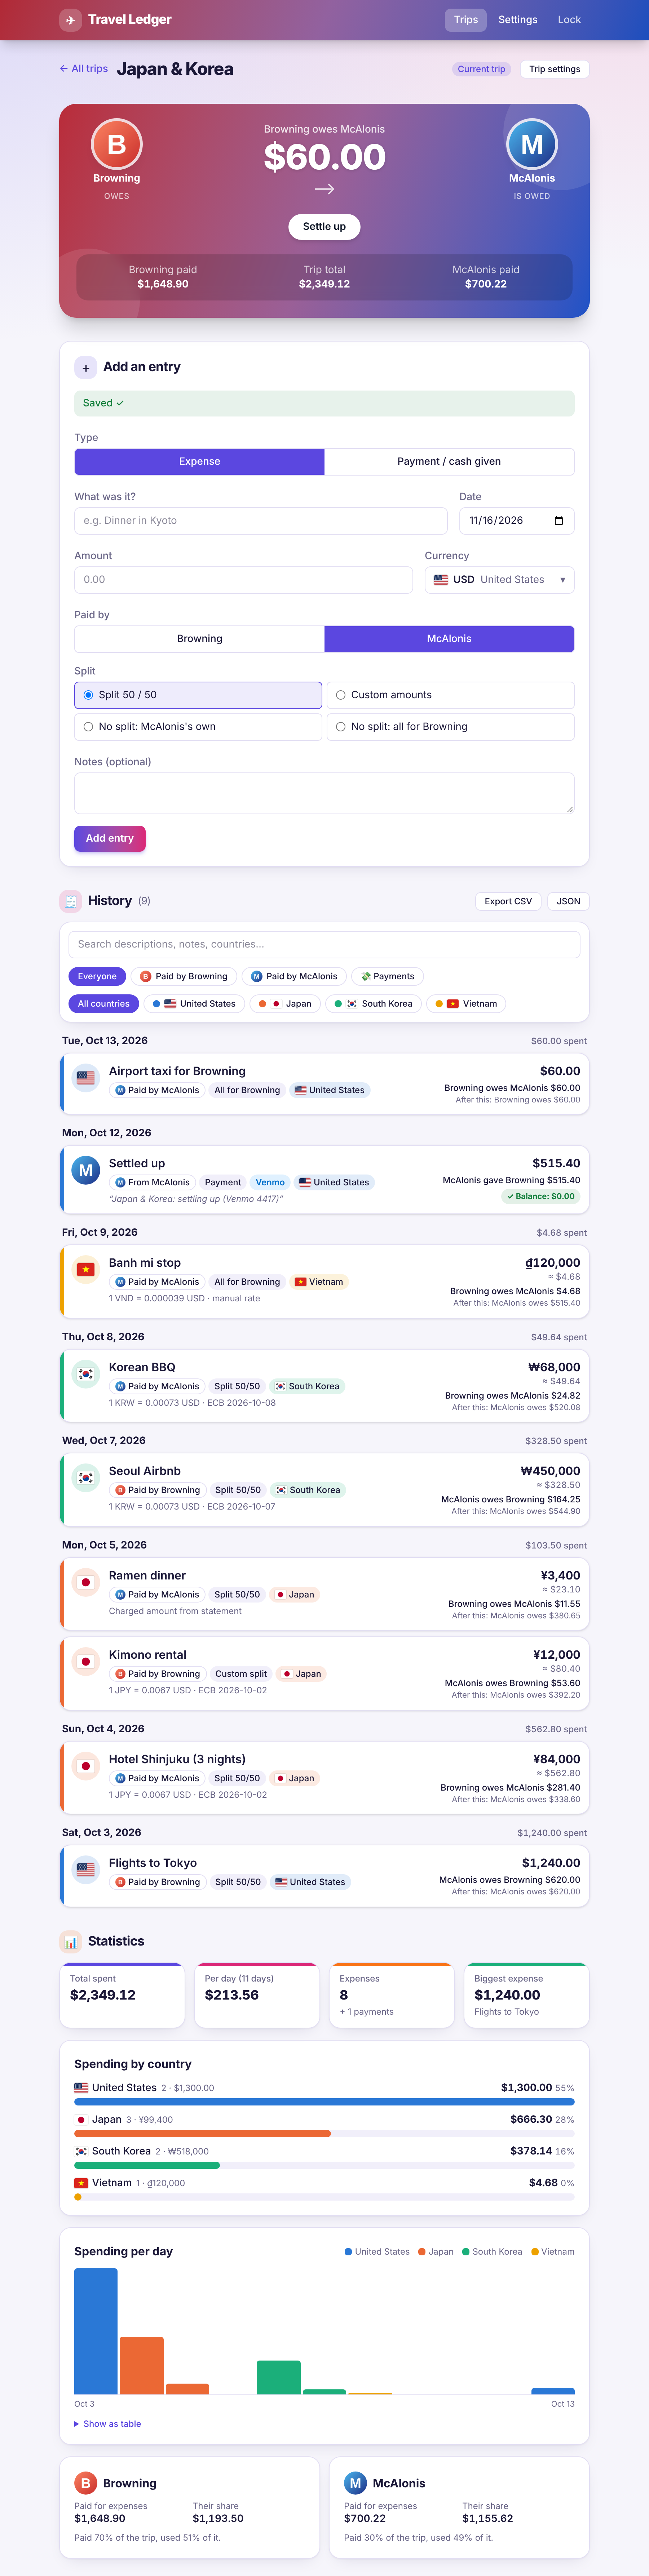 Travel Ledger
Trips Settings Lock
← All trips Japan & Korea Current trip Trip settings
B
Browning
OWES
Browning owes McAlonis
$60.00
→
Settle up
M
McAlonis
IS OWED
Browning paid Trip total McAlonis paid
$1,648.90 $2,349.12 $700.22
+ Add an entry
Saved ✓
Type
Expense Payment / cash given
What was it? Date
e.g. Dinner in Kyoto 11/16/2026
Amount Currency
0.00 USD United States ▾
Paid by
Browning McAlonis
Split
Split 50 / 50 Custom amounts
No split: McAlonis's own No split: all for Browning
Notes (optional)
Add entry
History (9) Export CSV JSON
Search descriptions, notes, countries...
Everyone B Paid by Browning M Paid by McAlonis Payments
All countries United States Japan South Korea Vietnam
Tue, Oct 13, 2026 $60.00 spent
Airport taxi for Browning $60.00
M Paid by McAlonis All for Browning United States Browning owes McAlonis $60.00
After this: Browning owes $60.00
Mon, Oct 12, 2026
M Settled up $515.40
M From McAlonis Payment Venmo United States McAlonis gave Browning $515.40
"Japan & Korea: settling up (Venmo 4417)" ✓ Balance: $0.00
Fri, Oct 9, 2026 $4.68 spent
Banh mi stop ₫120,000
≈ $4.68
M Paid by McAlonis All for Browning Vietnam Browning owes McAlonis $4.68
1 VND = 0.000039 USD · manual rate After this: McAlonis owes $515.40
Thu, Oct 8, 2026 $49.64 spent
Korean BBQ ₩68,000
≈ $49.64
M Paid by McAlonis Split 50/50 South Korea Browning owes McAlonis $24.82
1 KRW = 0.00073 USD · ECB 2026-10-08 After this: McAlonis owes $520.08
Wed, Oct 7, 2026 $328.50 spent
Seoul Airbnb ₩450,000
≈ $328.50
B Paid by Browning Split 50/50 South Korea McAlonis owes Browning $164.25
1 KRW = 0.00073 USD · ECB 2026-10-07 After this: McAlonis owes $544.90
Mon, Oct 5, 2026 $103.50 spent
Ramen dinner ¥3,400
≈ $23.10
M Paid by McAlonis Split 50/50 Japan Browning owes McAlonis $11.55
Charged amount from statement After this: McAlonis owes $380.65
Kimono rental ¥12,000
≈ $80.40
B Paid by Browning Custom split Japan McAlonis owes Browning $53.60
1 JPY = 0.0067 USD · ECB 2026-10-02 After this: McAlonis owes $392.20
Sun, Oct 4, 2026 $562.80 spent
Hotel Shinjuku (3 nights) ¥84,000
≈ $562.80
M Paid by McAlonis Split 50/50 Japan Browning owes McAlonis $281.40
1 JPY = 0.0067 USD · ECB 2026-10-02 After this: McAlonis owes $338.60
Sat, Oct 3, 2026 $1,240.00 spent
Flights to Tokyo $1,240.00
B Paid by Browning Split 50/50 United States McAlonis owes Browning $620.00
After this: McAlonis owes $620.00
Statistics
Total spent Per day (11 days) Expenses Biggest expense
$2,349.12 $213.56 8 $1,240.00
+ 1 payments Flights to Tokyo
Spending by country
United States 2 · $1,300.00 $1,300.00 55%
Japan 3 · ¥99,400 $666.30 28%
South Korea 2 · ₩518,000 $378.14 16%
Vietnam 1 · ₫120,000 $4.68 0%
Spending per day United States Japan South Korea Vietnam
Oct 3 Oct 13
▶ Show as table
B Browning
Paid for expenses Their share
$1,648.90 $1,193.50
Paid 70% of the trip, used 51% of it.
M McAlonis
Paid for expenses Their share
$700.22 $1,155.62
Paid 30% of the trip, used 49% of it.